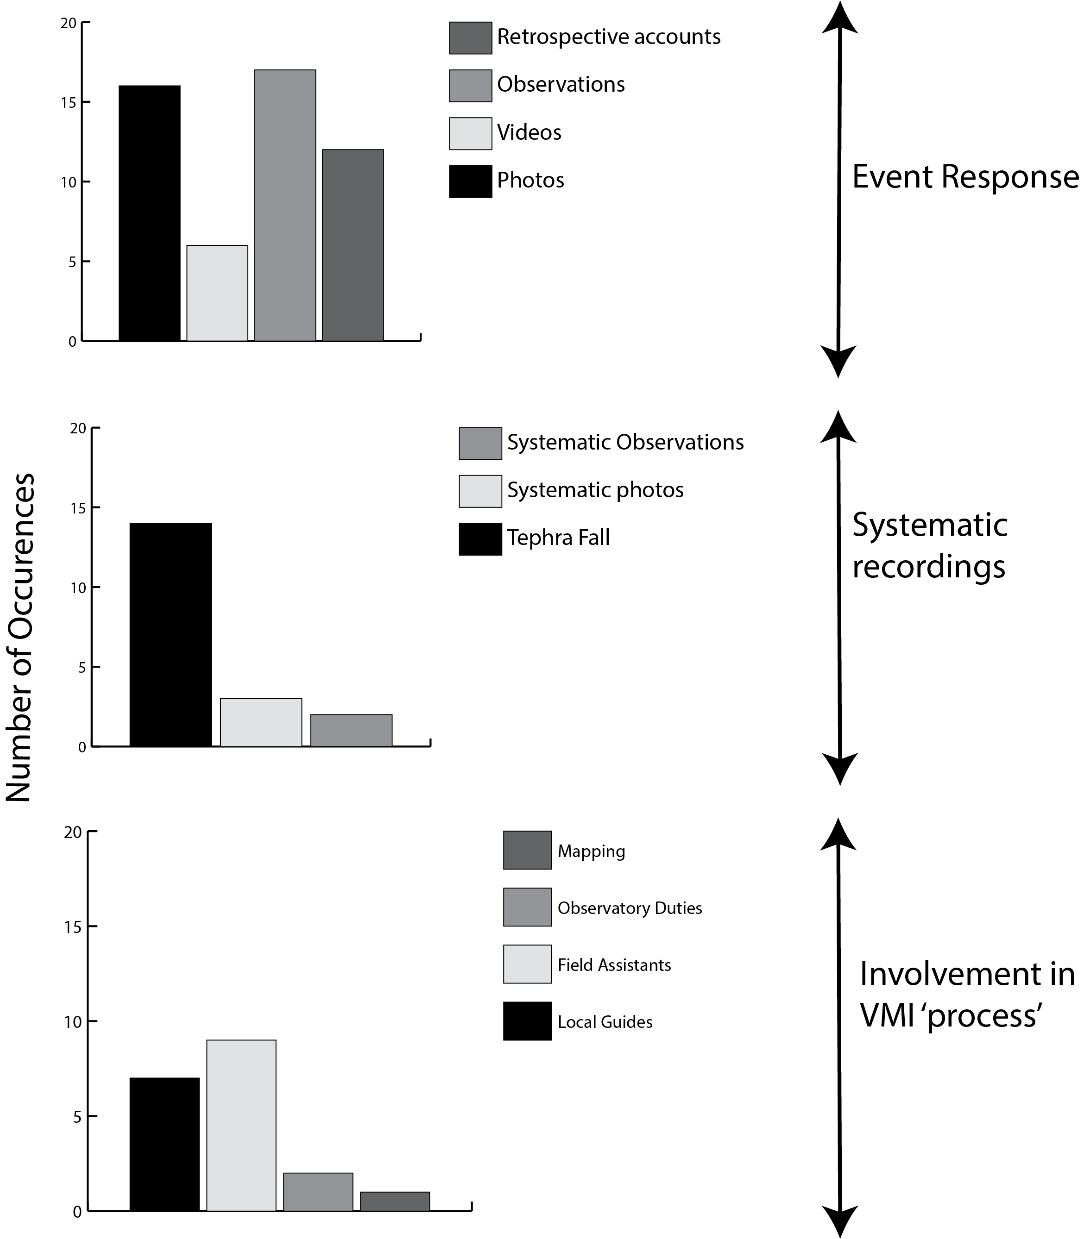 20
15
10
5
0
Retrospective accounts
Observations
Videos
Photos
Event Response
Number of Occurences
20
15
10
5
0
Systematic Observations
Systematic photos
Tephra Fall
Systematic
recordings
20
15
10
5
0
Mapping
Observatory Duties
Field Assistants
Local Guides
Involvement in
VMI ‘process’